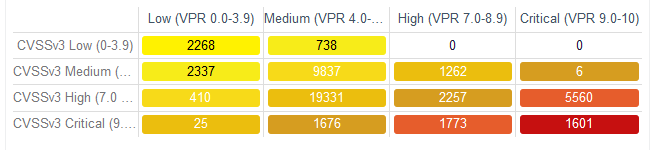 Low (VPR 0.0-3.9) Medium (VPR 4.0-... High (VPR 7.0-8.9) Critical (VPR 9.0-10)
CVSSv3 Low (0-3.9) 2268 738 0 0
CVSSv3 Medium (... 2337 9837 1262 6
CVSSv3 High (7.0 ... 410 19331 2257 5560
CVSSv3 Critical (9.... 25 1676 1773 1601